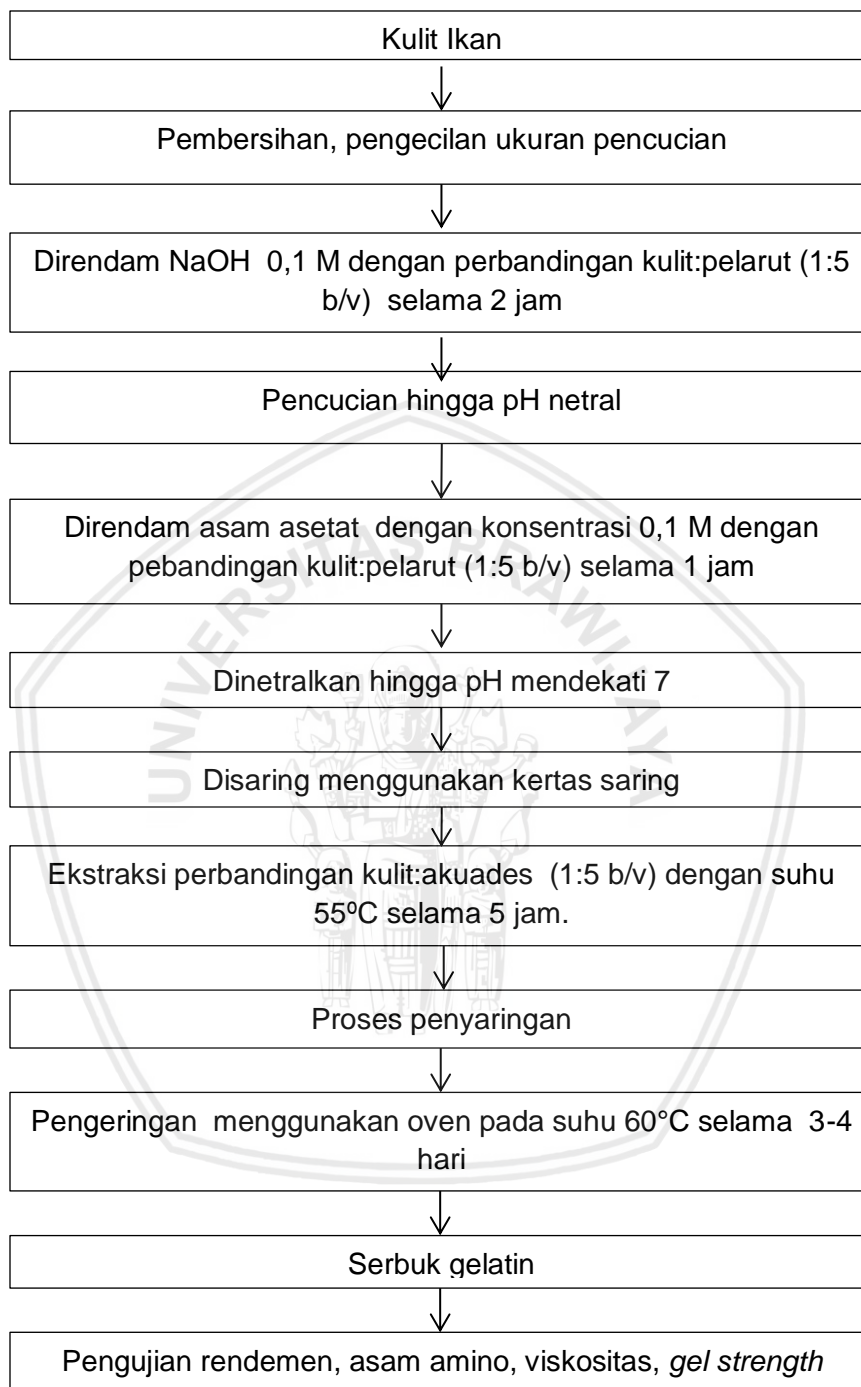 Kulit Ikan
Pembersihan, pengecilan ukuran pencucian
Direndam NaOH 0,1 M dengan perbandingan kulit:pelarut (1:5
b/v) selama 2 jam
Pencucian hingga pH netral
Direndam asam asetat dengan konsentrasi 0,1 M dengan
pebandingan kulit:pelarut (1:5 b/v) selama 1 jam
Dinetralkan hingga pH mendekati 7
Disaring menggunakan kertas saring
Ekstraksi perbandingan kulit:akuades (1:5 b/v) dengan suhu
55⁰C selama 5 jam.
Proses penyaringan
Pengeringan menggunakan oven pada suhu 60°C selama 3-4
hari
Serbuk gelatin
Pengujian rendemen, asam amino, viskositas, gel strength
UNIVERSITAS BRAWIJAYA